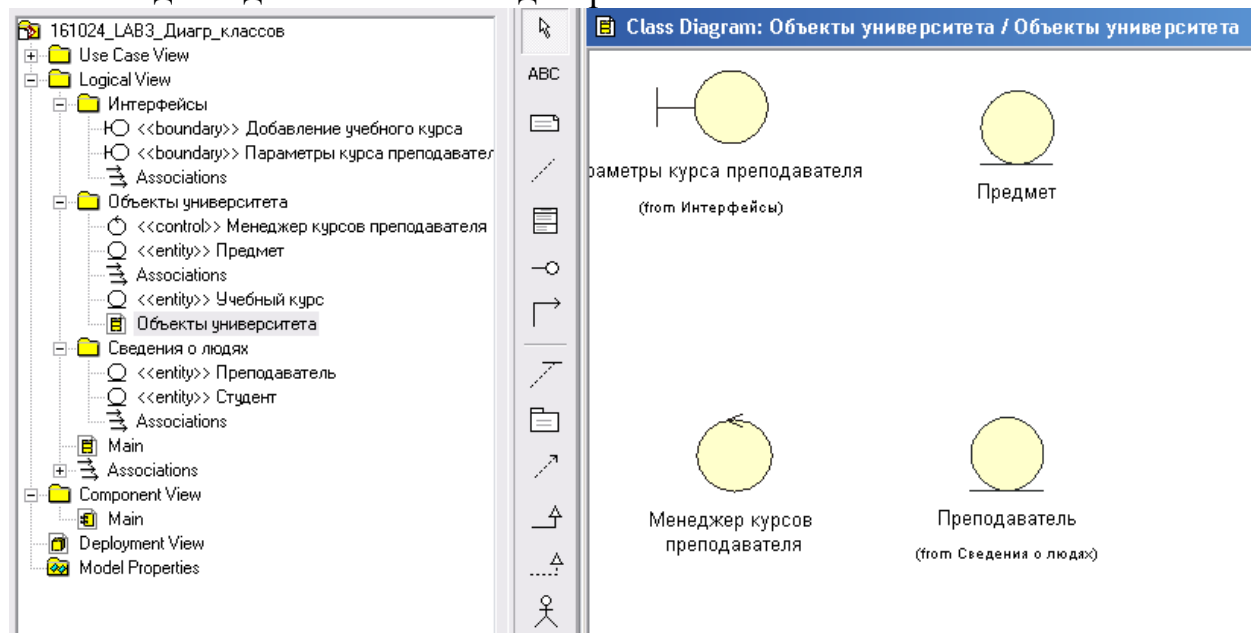 161024_LAB3_Диагр_классов
Use Case View
Logical View
Интерфейсы
<<boundary>> Добавление учебного курса
<<boundary>> Параметры курса преподавател
Associations
Объекты университета
<<control>> Менеджер курсов преподавателя
<<entity>> Предмет
Associations
<<entity>> Учебный курс
Объекты университета
Сведения о людях
<<entity>> Преподаватель
<<entity>> Студент
Associations
Main
Associations
Component View
Main
Deployment View
Model Properties
ABC
Class Diagram: Объекты университета / Объекты университета
раметры курса преподавателя
(from Интерфейсы)
Предмет
Менеджер курсов
преподавателя
Преподаватель
(from Сведения о людях)